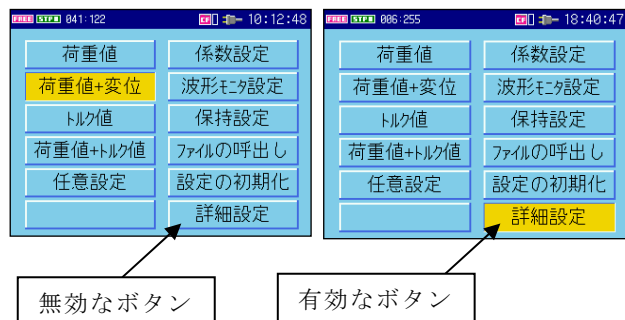 FREE STPE 041:122 CF 10:12:48
荷重値 係数設定
荷重値+変位 波形ﾓﾆﾀ設定
ﾄﾙｸ値 保持設定
荷重値+ﾄﾙｸ値 ﾌｧｲﾙの呼出し
任意設定 設定の初期化
詳細設定
無効なボタン
FREE STPE 006:255 CF 18:40:47
荷重値 係数設定
荷重値+変位 波形ﾓﾆﾀ設定
ﾄﾙｸ値 保持設定
荷重値+ﾄﾙｸ値 ﾌｧｲﾙの呼出し
任意設定 設定の初期化
詳細設定
有効なボタン